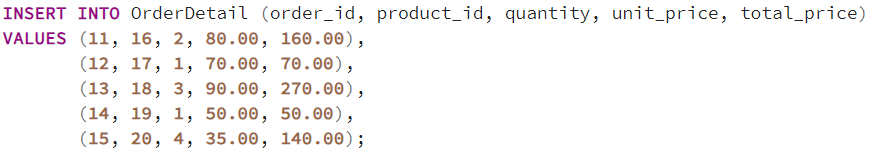 INSERT INTO OrderDetail (order_id, product_id, quantity, unit_price, total_price)
VALUES (11, 16, 2, 80.00, 160.00),
(12, 17, 1, 70.00, 70.00),
(13, 18, 3, 90.00, 270.00),
(14, 19, 1, 50.00, 50.00),
(15, 20, 4, 35.00, 140.00);